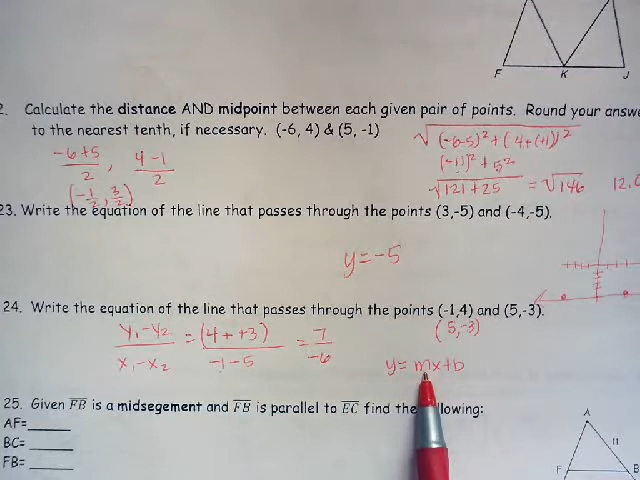 F K J
2. Calculate the distance AND midpoint between each given pair of points. Round your answe
to the nearest tenth, if necessary. (-6, 4) & (5, -1)
√(-6-5)²+(4+(+1))²
-6+5/2 , 4-1/2
(-11)² + 5²
√121+25 = √146 12.0
(-1/2, 3/2)
23. Write the equation of the line that passes through the points (3,-5) and (-4,-5).
y=-5
24. Write the equation of the line that passes through the points (-1,4) and (5,-3).
(5,-3)
y₁-y₂/x₁-x₂ = (4++3)/-1-5 = 7/-6
y=mx+b
25. Given FB is a midsegement and FB is parallel to EC find the following:
AF=
BC=
FB=
A
11
F B